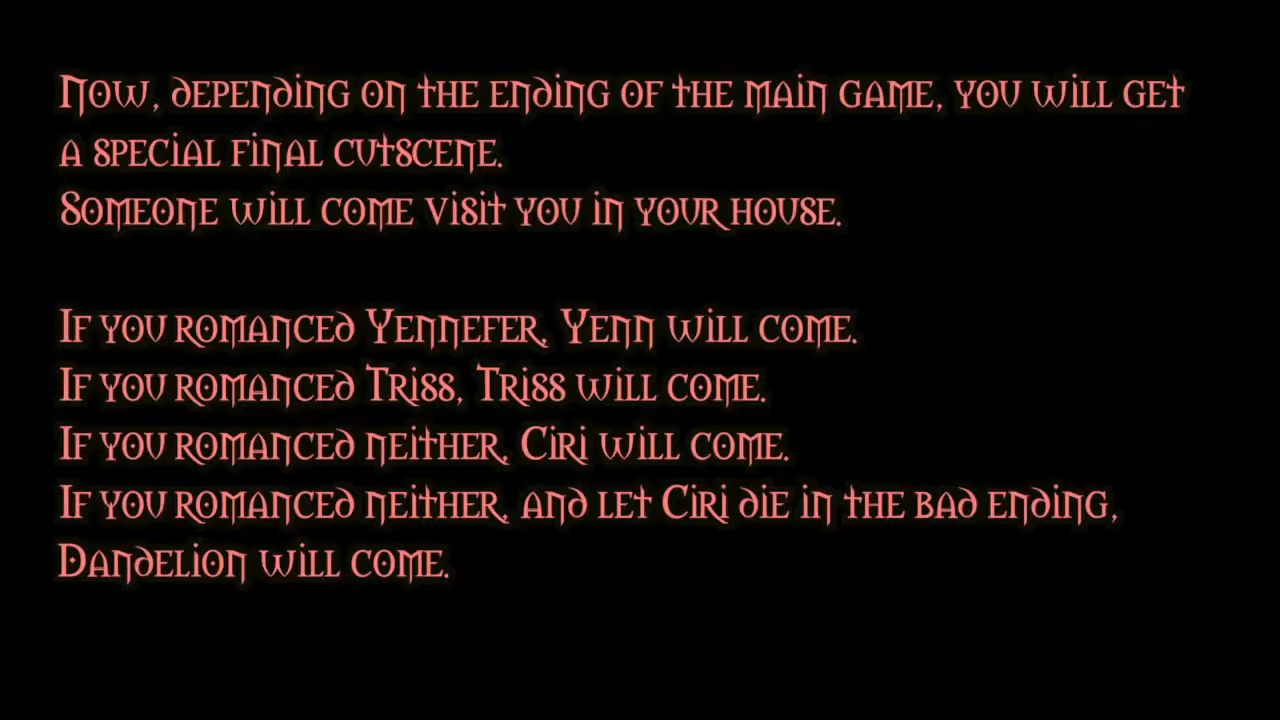 Now, depending on the ending of the main game, you will get
a special final cutscene.
Someone will come visit you in your house.
If you romanced Yennefer, Yenn will come.
If you romanced Triss, Triss will come.
If you romanced neither, Ciri will come.
If you romanced neither, and let Ciri die in the bad ending,
Dandelion will come.